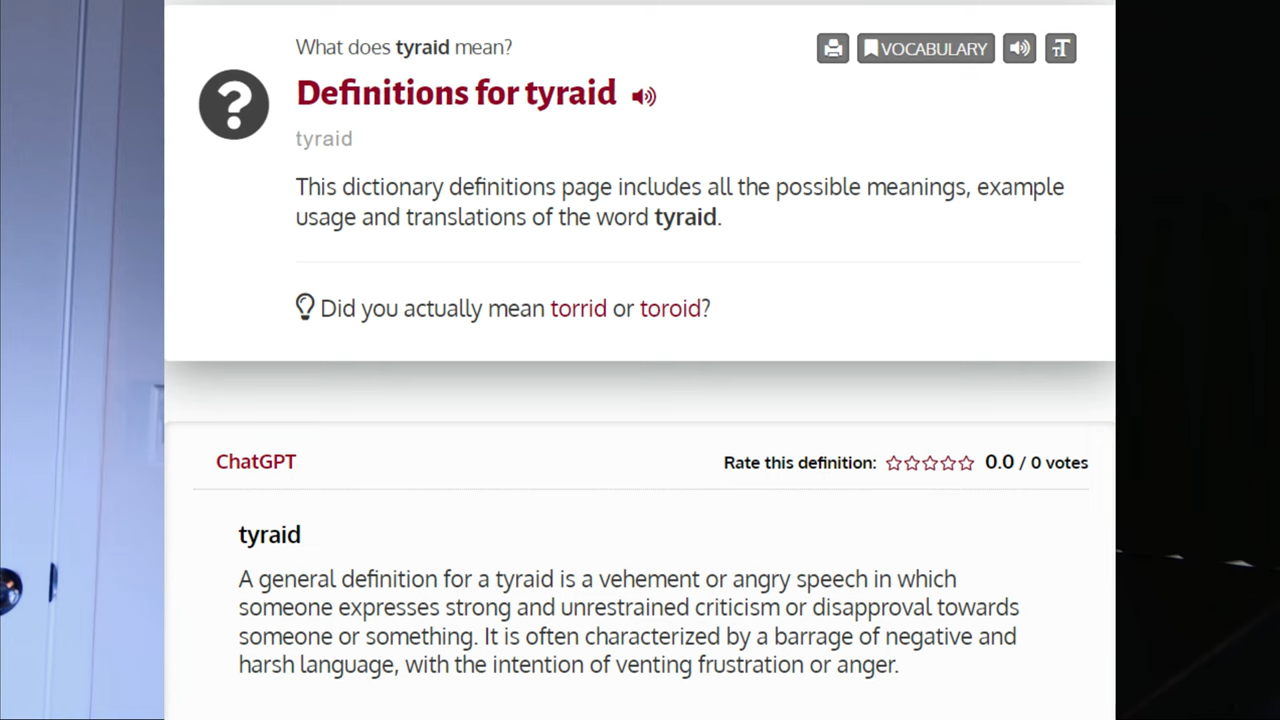 What does tyraid mean?
VOCABULARY
Definitions for tyraid
tyraid
This dictionary definitions page includes all the possible meanings, example
usage and translations of the word tyraid.
Did you actually mean torrid or toroid?
ChatGPT
Rate this definition: 0.0 / 0 votes
tyraid
A general definition for a tyraid is a vehement or angry speech in which
someone expresses strong and unrestrained criticism or disapproval towards
someone or something. It is often characterized by a barrage of negative and
harsh language, with the intention of venting frustration or anger.